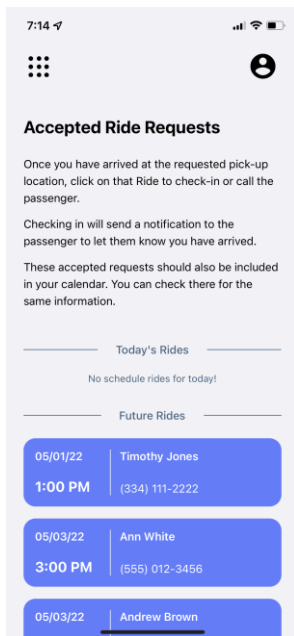 7:14
Accepted Ride Requests
Once you have arrived at the requested pick-up
location, click on that Ride to check-in or call the
passenger.
Checking in will send a notification to the
passenger to let them know you have arrived.
These accepted requests should also be included
in your calendar. You can check there for the
same information.
Today's Rides
No schedule rides for today!
Future Rides
05/01/22 Timothy Jones
1:00 PM (334) 111-2222
05/03/22 Ann White
3:00 PM (555) 012-3456
05/03/22 Andrew Brown